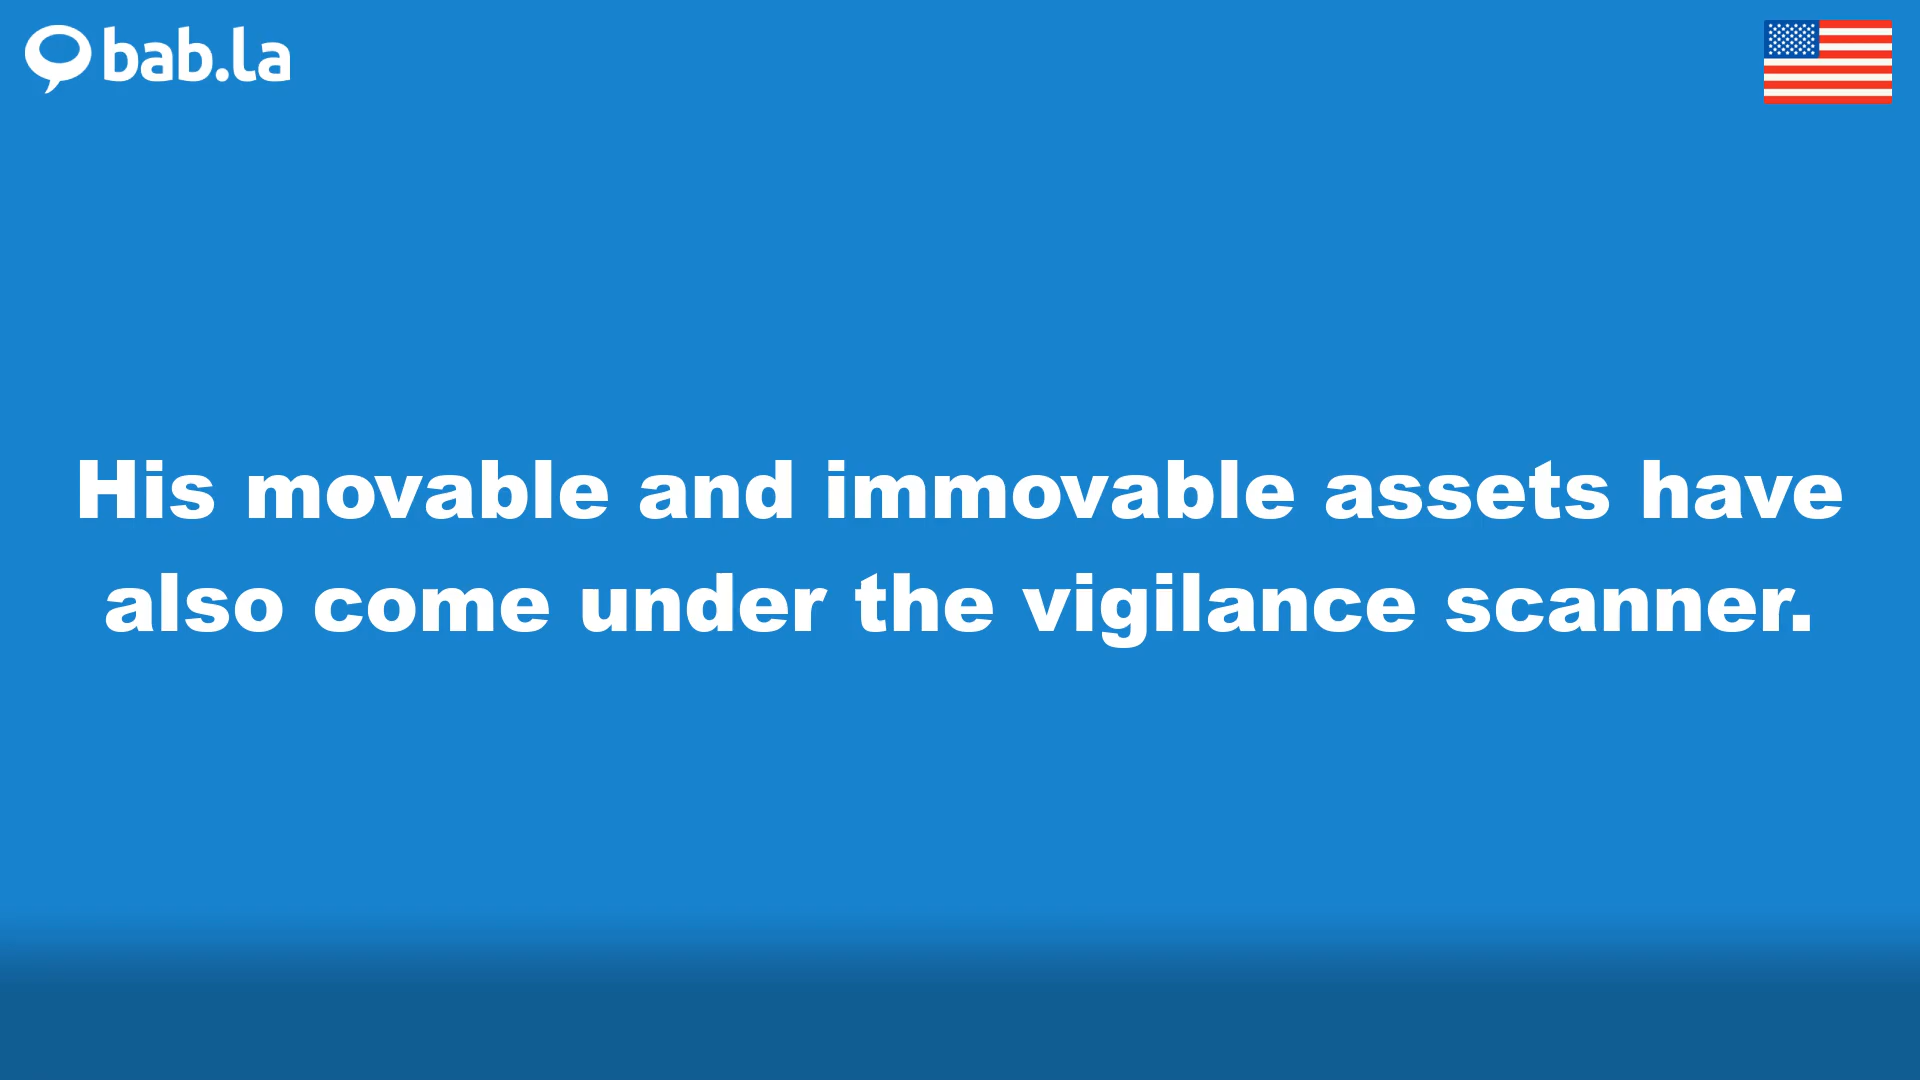 bab.la
His movable and immovable assets have
also come under the vigilance scanner.